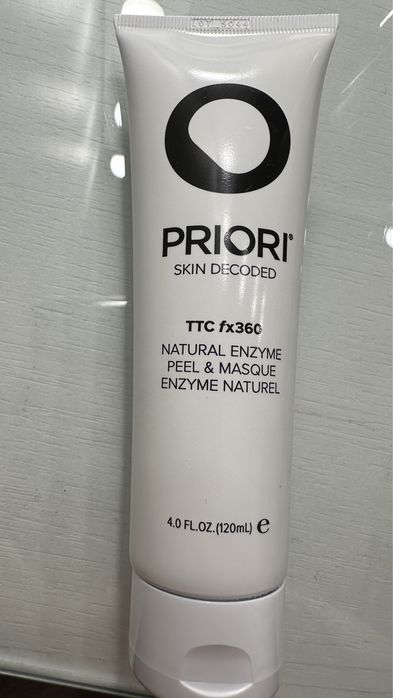 PRIORI®
SKIN DECODED
TTC fx360
NATURAL ENZYME
PEEL & MASQUE
ENZYME NATUREL
4.0 FL.OZ.(120mL) e